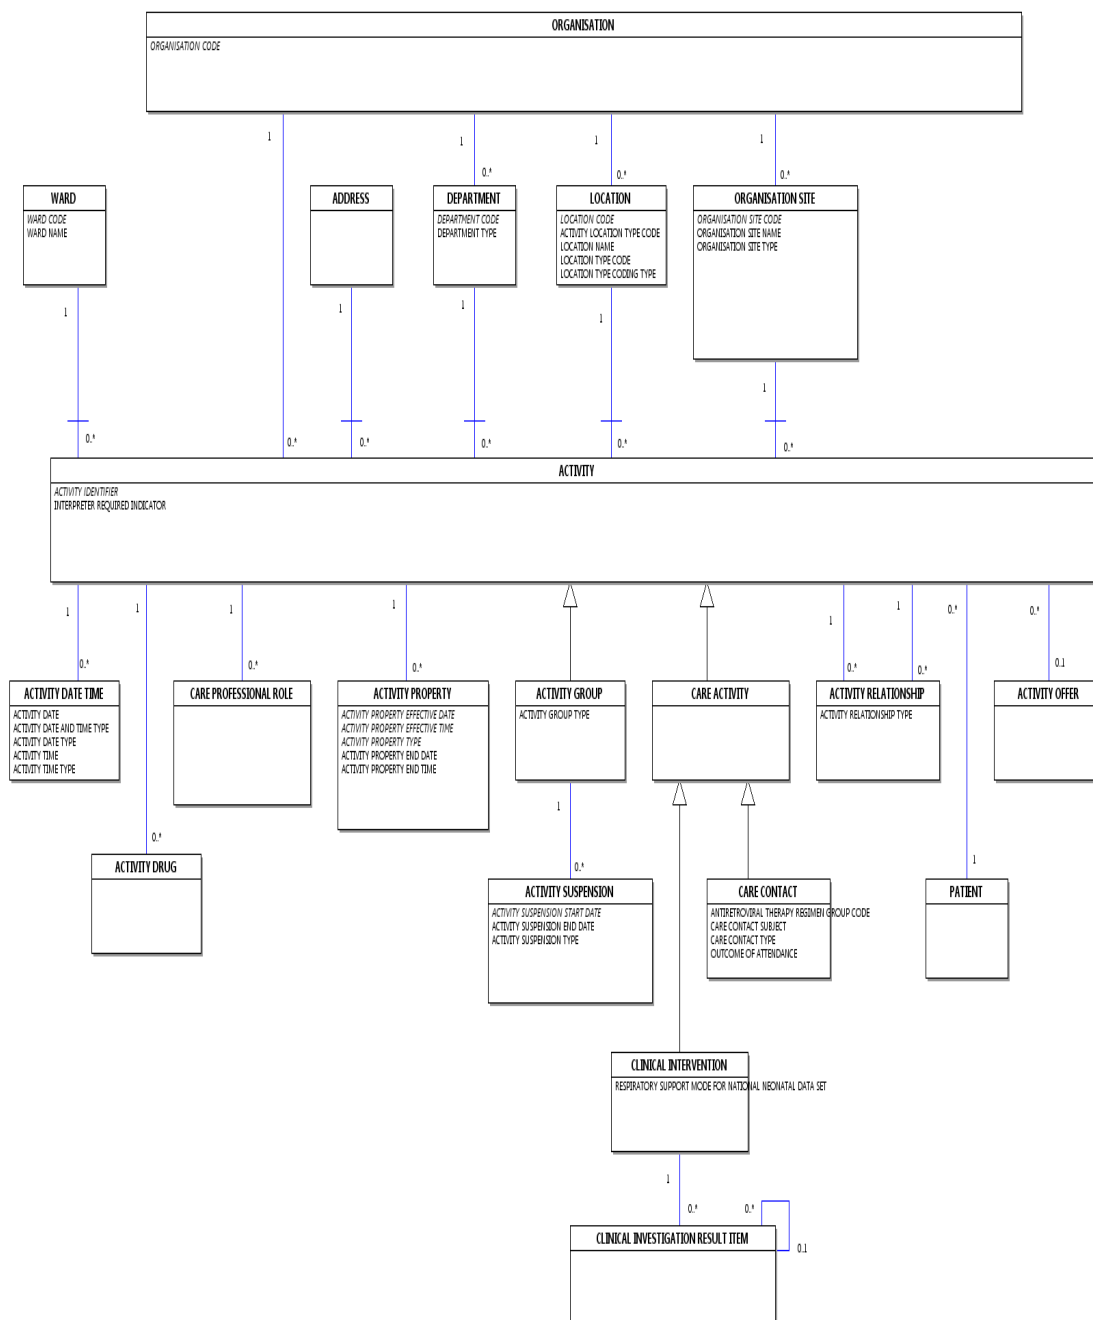 ORGANISATION
ORGANISATION CODE
1
1
1
1
0..*
0..*
0..*
WARD
WARD CODE
WARD NAME
ADDRESS
DEPARTMENT
DEPARTMENT CODE
DEPARTMENT TYPE
LOCATION
LOCATION CODE
ACTIVITY LOCATION TYPE CODE
LOCATION NAME
LOCATION TYPE CODE
LOCATION TYPE CODING TYPE
ORGANISATION SITE
ORGANISATION SITE CODE
ORGANISATION SITE NAME
ORGANISATION SITE TYPE
1
1
1
1
1
0..*
0..*
0..*
0..*
0..*
0..*
ACTIVITY
ACTIVITY IDENTIFIER
INTERPRETER REQUIRED INDICATOR
1
1
1
1
1
1
0..*
0..*
0..*
0..*
0..*
0..*
0..1
ACTIVITY DATE TIME
ACTIVITY DATE
ACTIVITY DATE AND TIME TYPE
ACTIVITY DATE TYPE
ACTIVITY TIME
ACTIVITY TIME TYPE
CARE PROFESSIONAL ROLE
ACTIVITY PROPERTY
ACTIVITY PROPERTY EFFECTIVE DATE
ACTIVITY PROPERTY EFFECTIVE TIME
ACTIVITY PROPERTY TYPE
ACTIVITY PROPERTY END DATE
ACTIVITY PROPERTY END TIME
ACTIVITY GROUP
ACTIVITY GROUP TYPE
CARE ACTIVITY
ACTIVITY RELATIONSHIP
ACTIVITY RELATIONSHIP TYPE
ACTIVITY OFFER
0..*
1
0..*
1
ACTIVITY DRUG
ACTIVITY SUSPENSION
ACTIVITY SUSPENSION START DATE
ACTIVITY SUSPENSION END DATE
ACTIVITY SUSPENSION TYPE
CARE CONTACT
ANTIRETROVIRAL THERAPY REGIMEN GROUP CODE
CARE CONTACT SUBJECT
CARE CONTACT TYPE
OUTCOME OF ATTENDANCE
PATIENT
CLINICAL INTERVENTION
RESPIRATORY SUPPORT MODE FOR NATIONAL NEONATAL DATA SET
1
0..*
0..*
0..1
CLINICAL INVESTIGATION RESULT ITEM